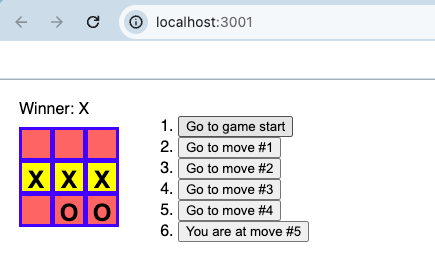 localhost:3001
Winner: X
X X X
O O
1. Go to game start
2. Go to move #1
3. Go to move #2
4. Go to move #3
5. Go to move #4
6. You are at move #5